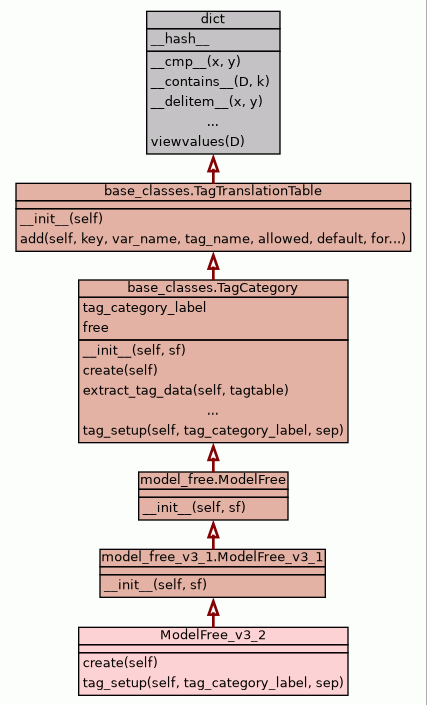 dict
__hash__
__cmp__(x, y)
__contains__(D, k)
__delitem__(x, y)
...
viewvalues(D)
base_classes.TagTranslationTable
__init__(self)
add(self, key, var_name, tag_name, allowed, default, for...)
base_classes.TagCategory
tag_category_label
free
__init__(self, sf)
create(self)
extract_tag_data(self, tagtable)
...
tag_setup(self, tag_category_label, sep)
model_free.ModelFree
__init__(self, sf)
model_free_v3_1.ModelFree_v3_1
__init__(self, sf)
ModelFree_v3_2
create(self)
tag_setup(self, tag_category_label, sep)